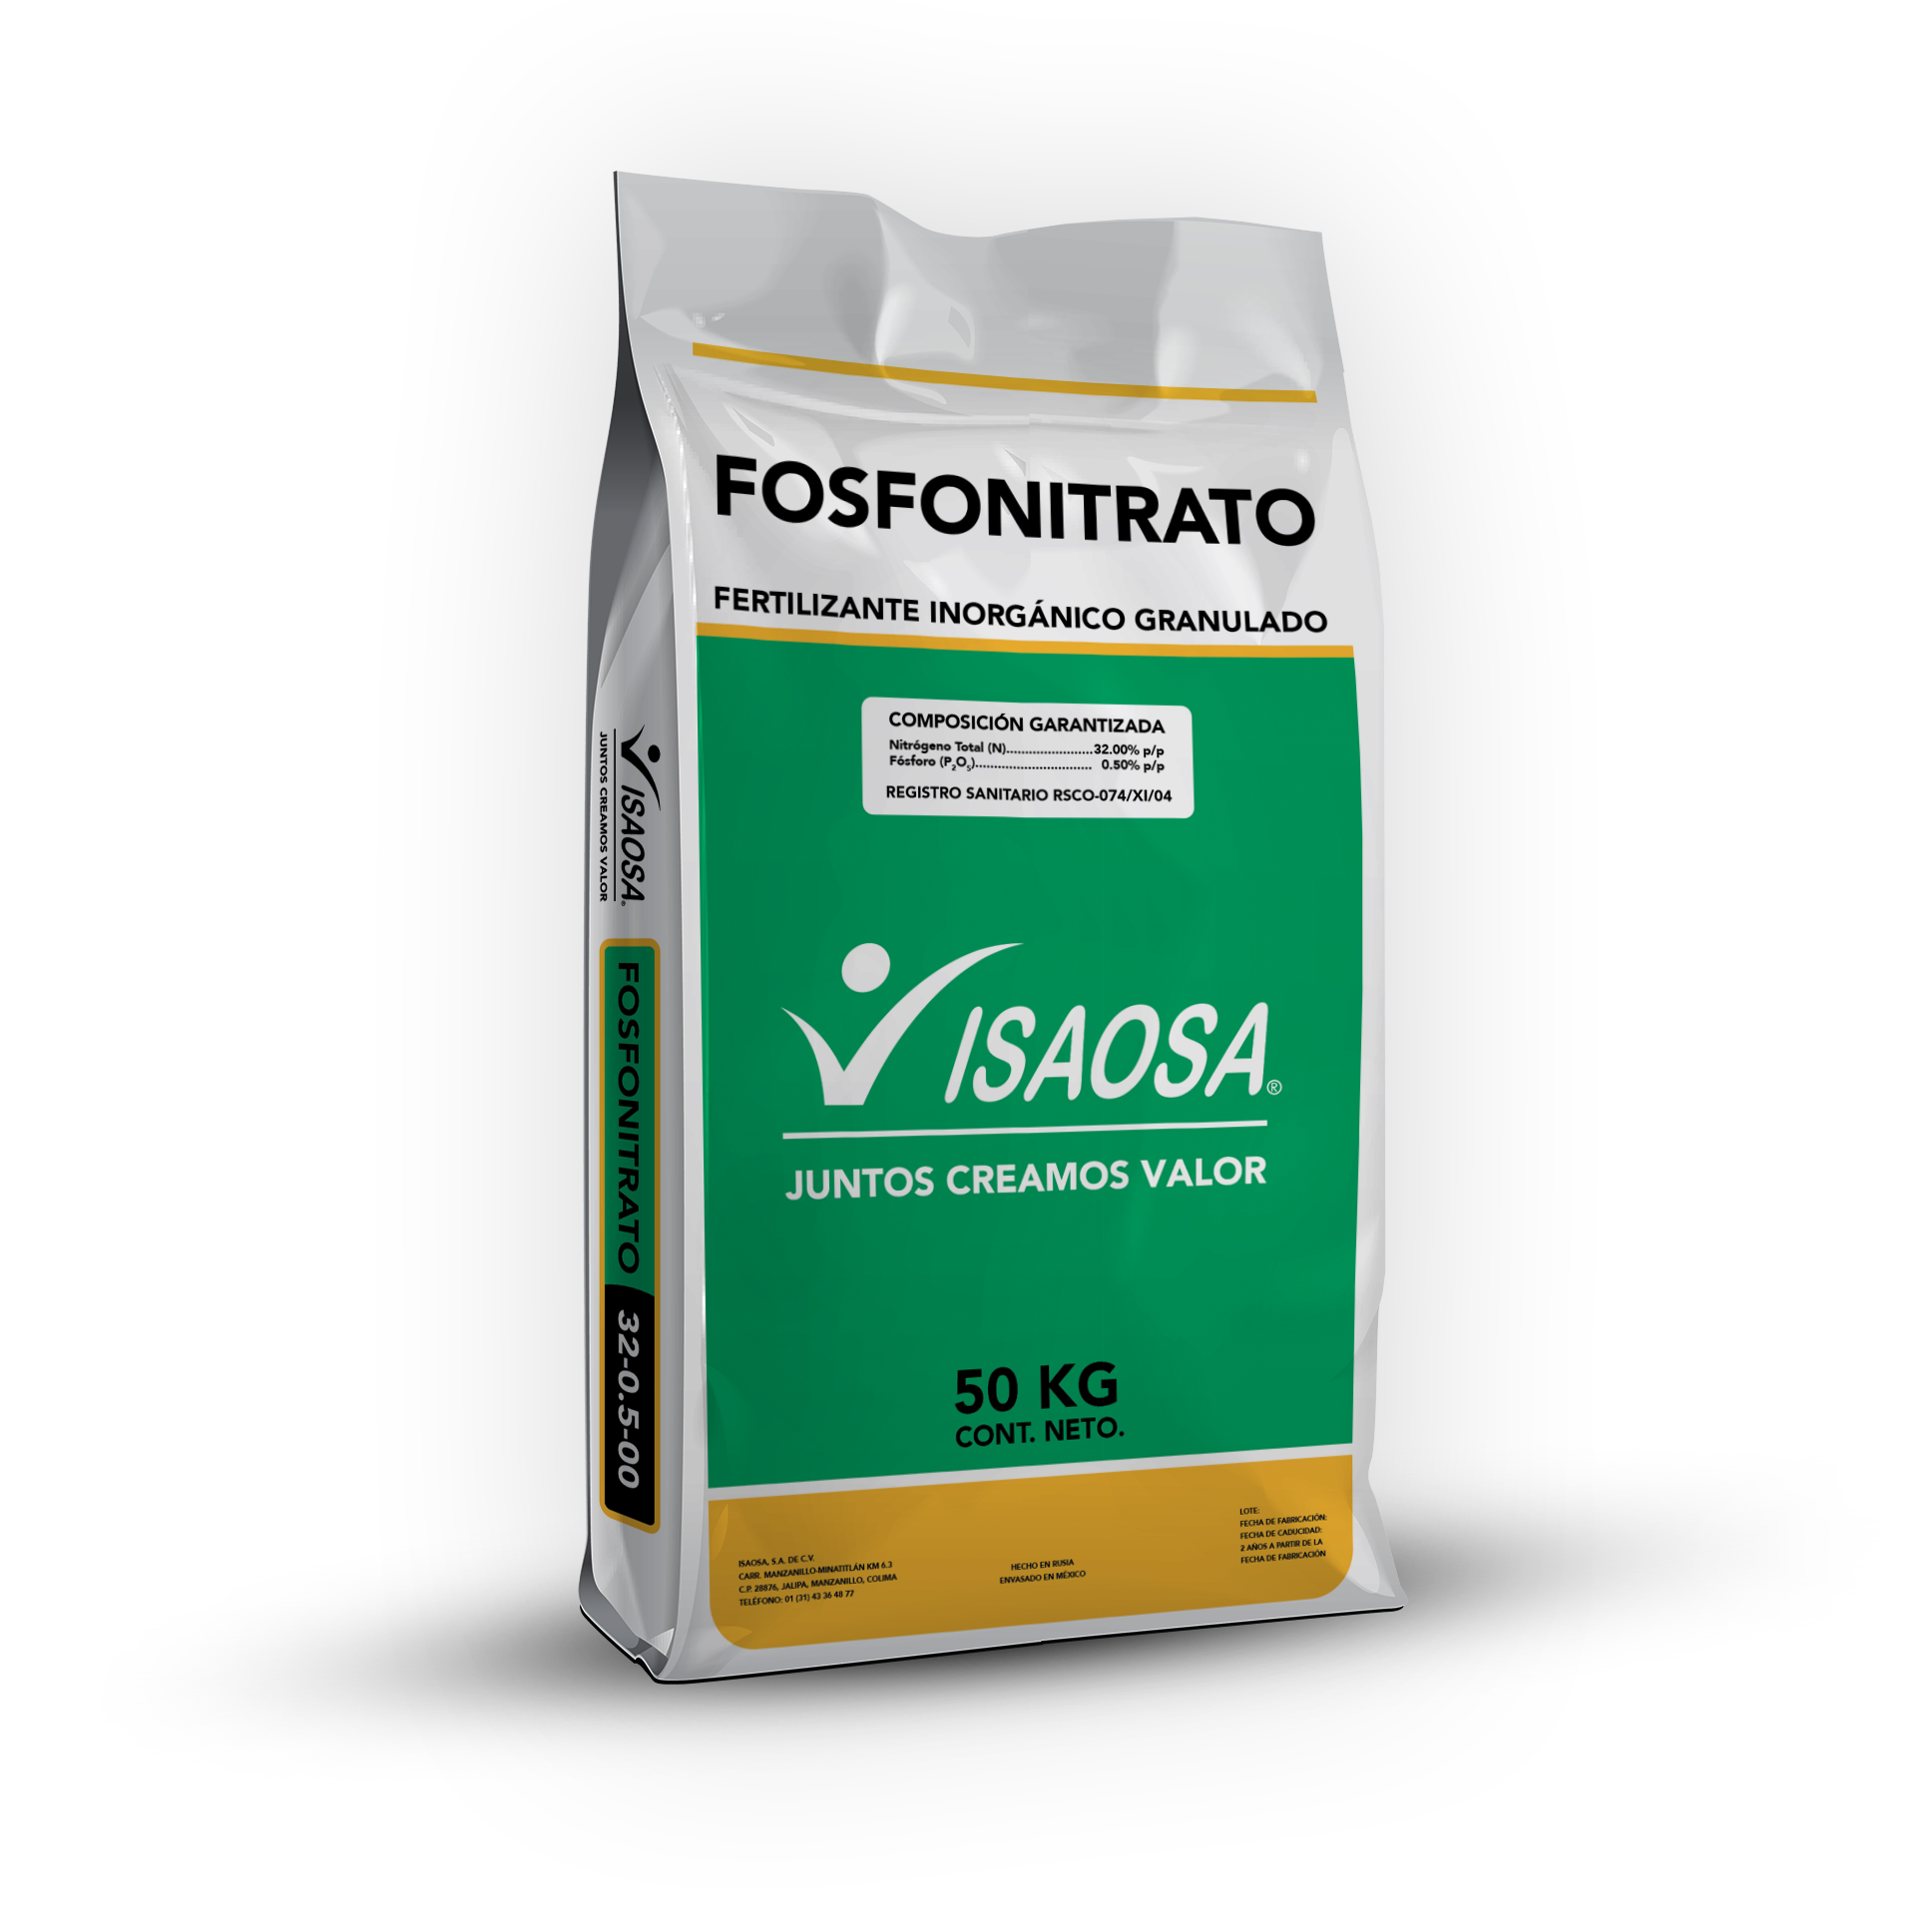 FOSFONITRATO
FERTILIZANTE INORGÁNICO GRANULADO
COMPOSICIÓN GARANTIZADA
Nitrógeno Total (N).......................32.00% p/p
Fósforo (P₂O₅)............................... 0.50% p/p
REGISTRO SANITARIO RSCO-074/XI/04
ISAOSA®
JUNTOS CREAMOS VALOR
50 KG
CONT. NETO.
ISAOSA, S.A. DE C.V.
CARR. MANZANILLO-MINATITLÁN KM 6.3
C.P. 28876, JALIPA, MANZANILLO, COLIMA
TELÉFONO: 01 (31) 43 36 48 77
HECHO EN RUSIA
ENVASADO EN MÉXICO
LOTE:
FECHA DE FABRICACIÓN:
FECHA DE CADUCIDAD:
2 AÑOS A PARTIR DE LA
FECHA DE FABRICACIÓN
ISAOSA®
JUNTOS CREAMOS VALOR
FOSFONITRATO 32-0.5-00